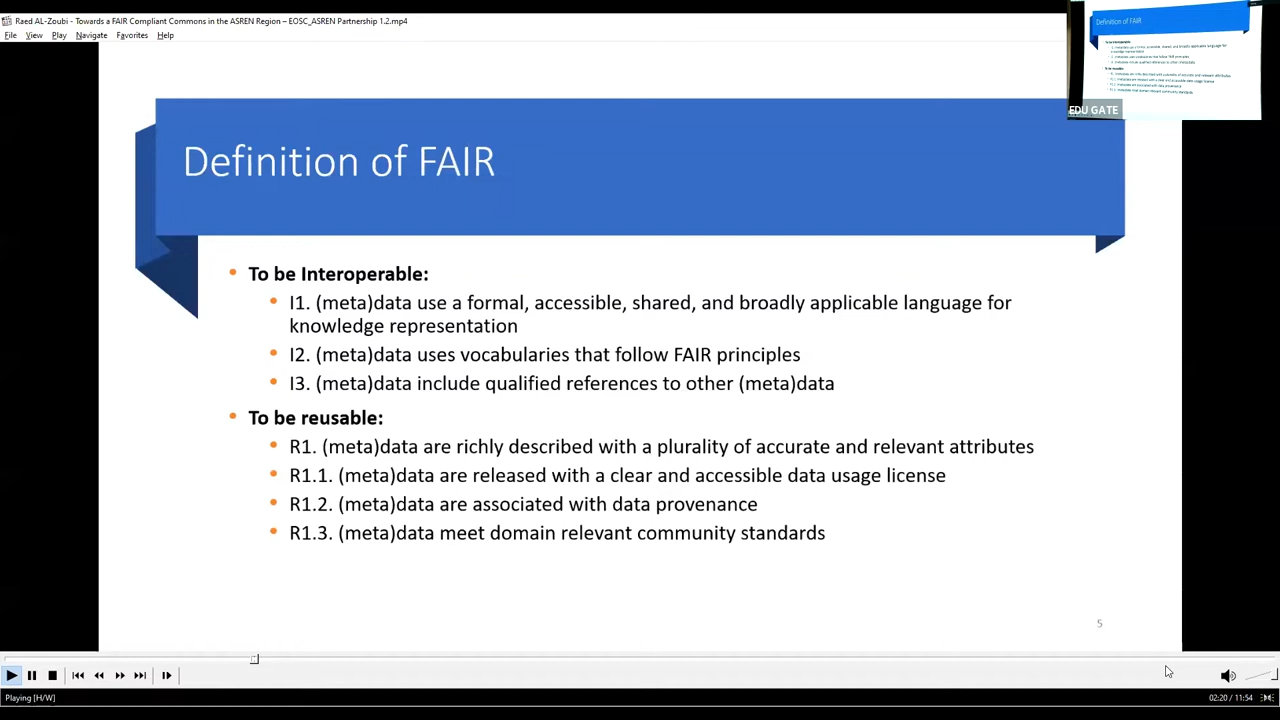 Raed AL-Zoubi - Towards a FAIR Compliant Commons in the ASREN Region – EOSC_ASREN Partnership 1.2.mp4
File View Play Navigate Favorites Help
Definition of FAIR
EDU GATE
Definition of FAIR
To be Interoperable:
I1. (meta)data use a formal, accessible, shared, and broadly applicable language for
knowledge representation
I2. (meta)data uses vocabularies that follow FAIR principles
I3. (meta)data include qualified references to other (meta)data
To be reusable:
R1. (meta)data are richly described with a plurality of accurate and relevant attributes
R1.1. (meta)data are released with a clear and accessible data usage license
R1.2. (meta)data are associated with data provenance
R1.3. (meta)data meet domain relevant community standards
5
Playing [H/W]
02:20 / 11:54